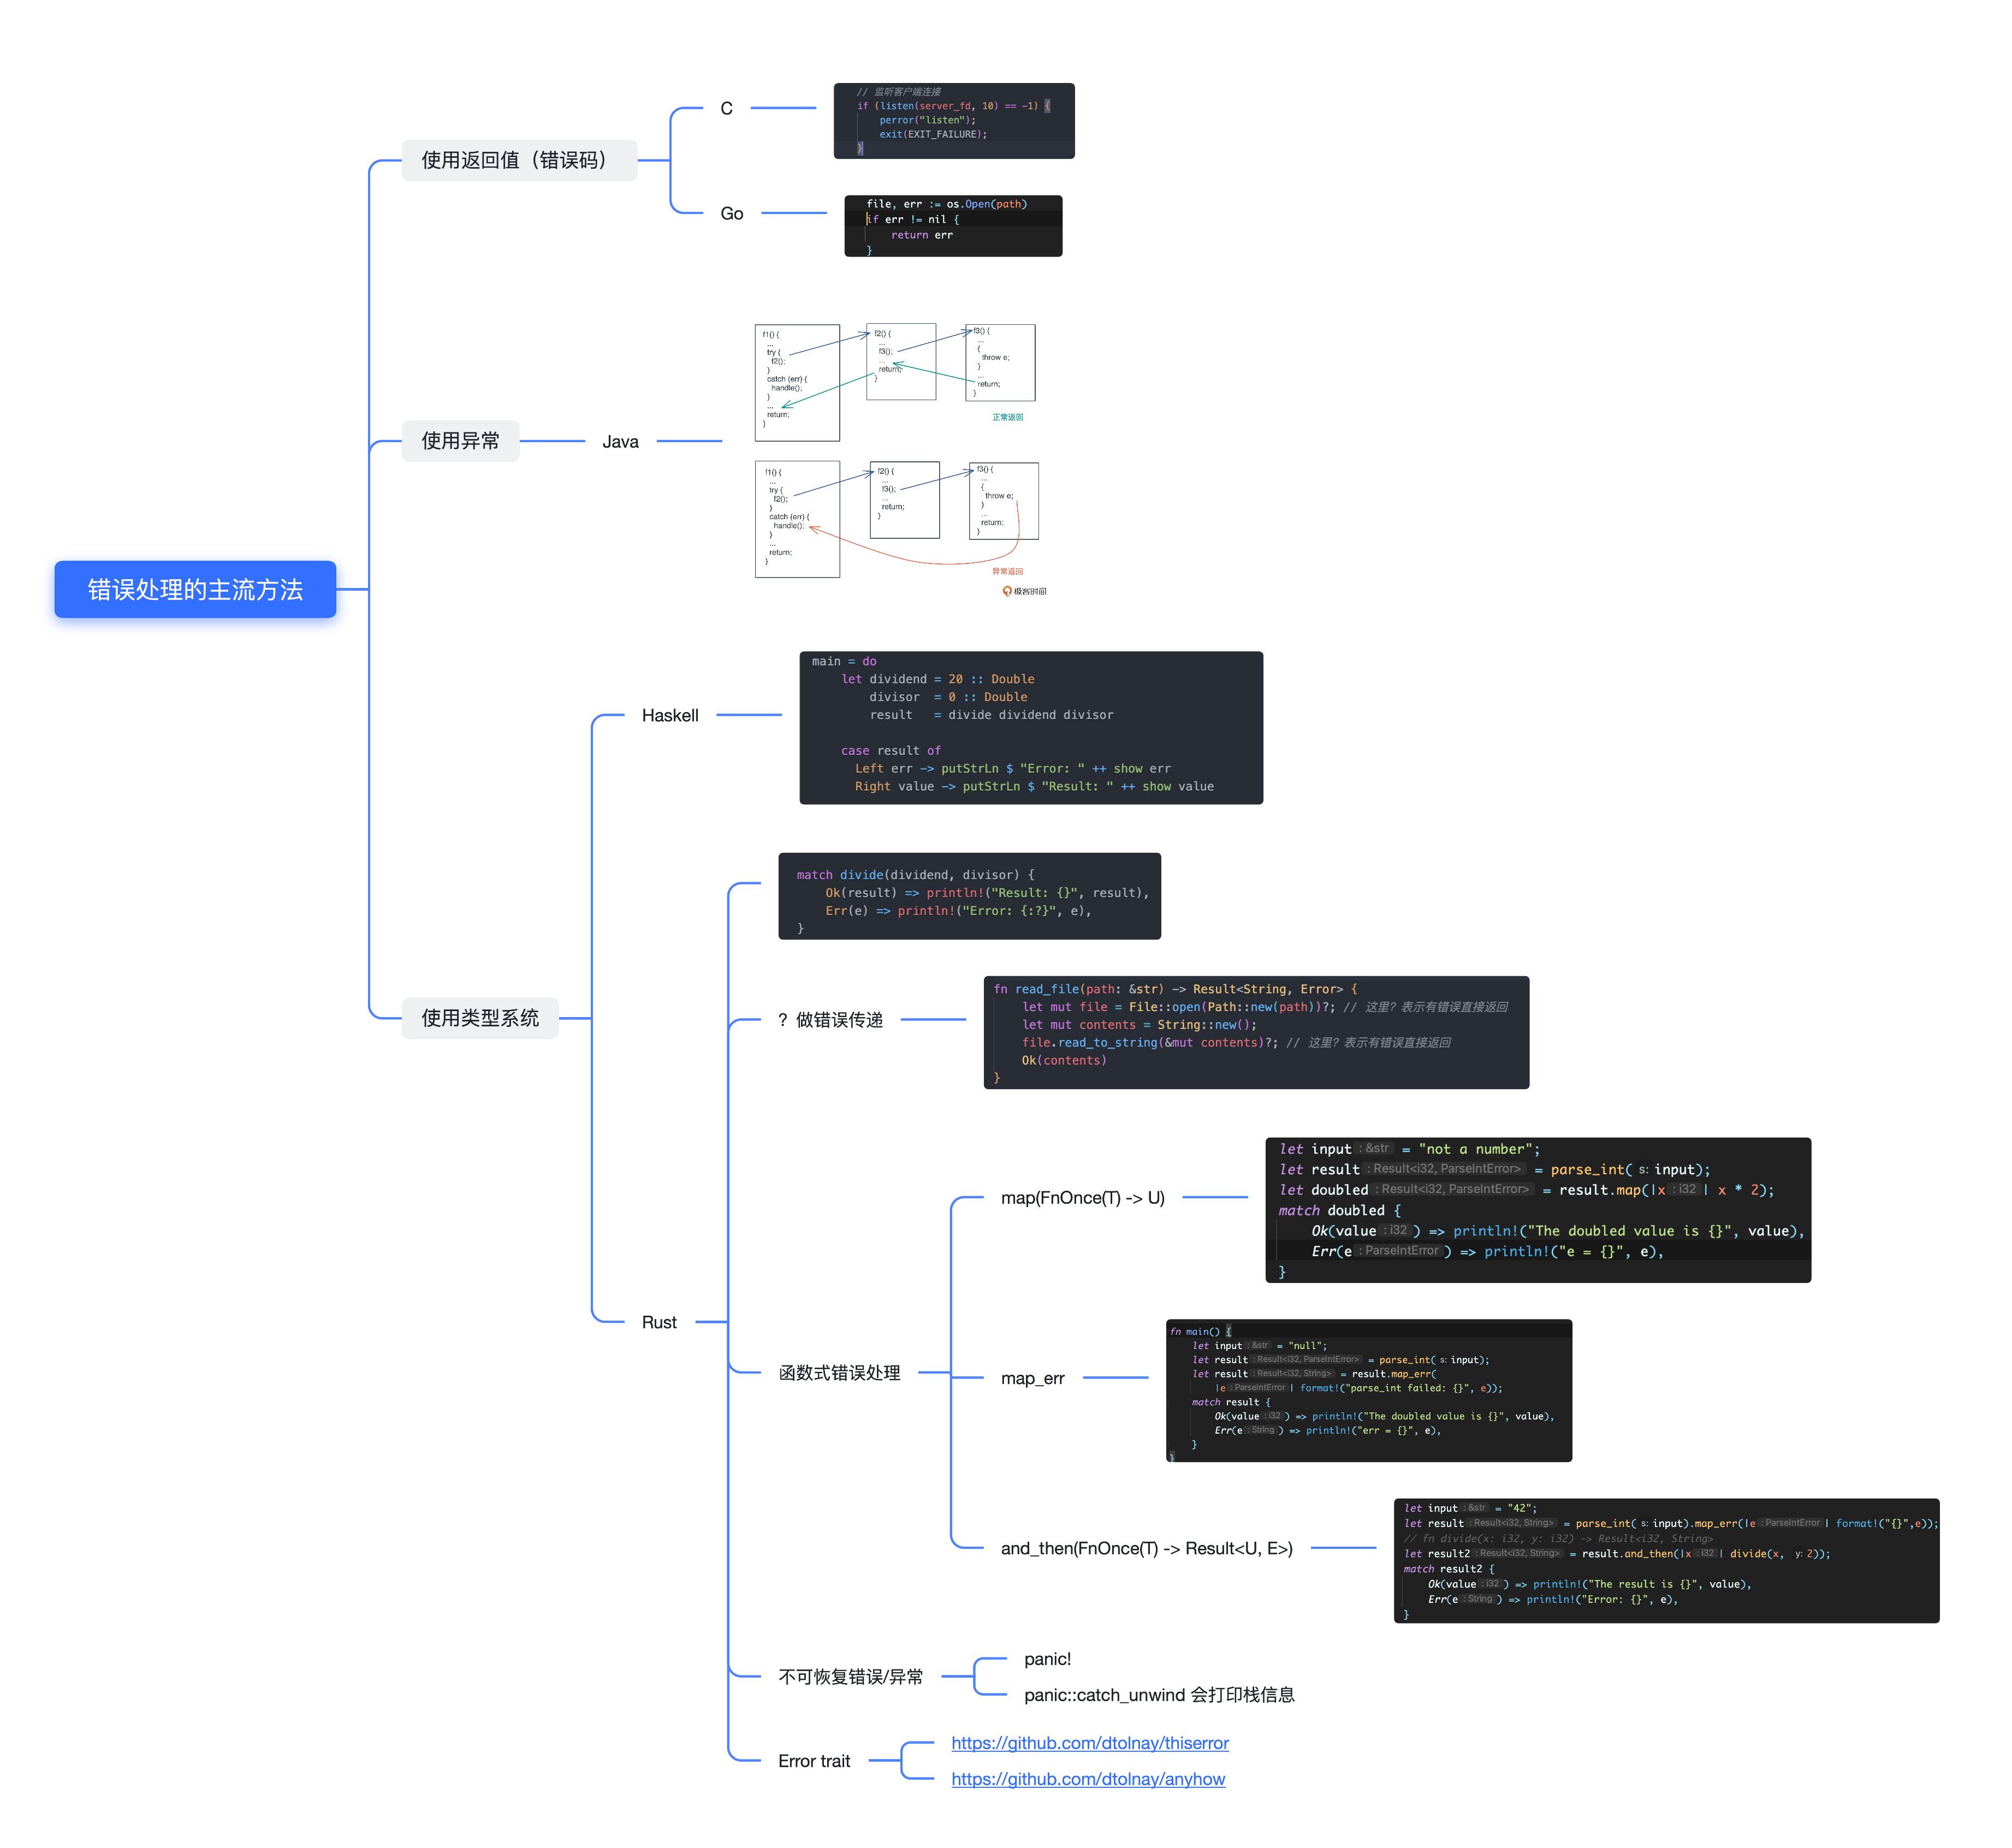 错误处理的主流方法
使用返回值（错误码）
C
// 监听客户端连接
if (listen(server_fd, 10) == -1) {
perror("listen");
exit(EXIT_FAILURE);
}
Go
file, err := os.Open(path)
if err != nil {
return err
}
使用异常
Java
f1() {
...
try {
f2();
}
catch (err) {
handle();
}
...
return;
}
f2() {
...
f3();
...
return;
}
f3() {
...
{
throw e;
}
...
return;
}
正常返回
f1() {
...
try {
f2();
}
catch (err) {
handle();
}
...
return;
}
f2() {
...
f3();
...
return;
}
f3() {
...
{
throw e;
}
...
return;
}
异常返回
极客时间
使用类型系统
Haskell
main = do
let dividend = 20 :: Double
divisor  = 0 :: Double
result   = divide dividend divisor
case result of
Left err -> putStrLn $ "Error: " ++ show err
Right value -> putStrLn $ "Result: " ++ show value
Rust
match divide(dividend, divisor) {
Ok(result) => println!("Result: {}", result),
Err(e) => println!("Error: {:?}", e),
}
？做错误传递
fn read_file(path: &str) -> Result<String, Error> {
let mut file = File::open(Path::new(path))?; // 这里？表示有错误直接返回
let mut contents = String::new();
file.read_to_string(&mut contents)?; // 这里？表示有错误直接返回
Ok(contents)
}
函数式错误处理
map(FnOnce(T) -> U)
let input : &str = "not a number";
let result : Result<i32, ParseIntError> = parse_int( s: input);
let doubled : Result<i32, ParseIntError> = result.map(|x : i32 | x * 2);
match doubled {
Ok(value : i32 ) => println!("The doubled value is {}", value),
Err(e : ParseIntError ) => println!("e = {}", e),
}
map_err
fn main() {
let input : &str = "null";
let result : Result<i32, ParseIntError> = parse_int( s: input);
let result : Result<i32, String> = result.map_err(
|e : ParseIntError | format!("parse_int failed: {}", e));
match result {
Ok(value : i32 ) => println!("The doubled value is {}", value),
Err(e : String ) => println!("err = {}", e),
}
}
and_then(FnOnce(T) -> Result<U, E>)
let input : &str = "42";
let result : Result<i32, String> = parse_int( s: input).map_err(|e : ParseIntError | format!("{}",e));
// fn divide(x: i32, y: i32) -> Result<i32, String>
let result2 : Result<i32, String> = result.and_then(|x : i32 | divide(x, y: 2));
match result2 {
Ok(value : i32 ) => println!("The result is {}", value),
Err(e : String ) => println!("Error: {}", e),
}
不可恢复错误/异常
panic!
panic::catch_unwind 会打印栈信息
Error trait
https://github.com/dtolnay/thiserror
https://github.com/dtolnay/anyhow